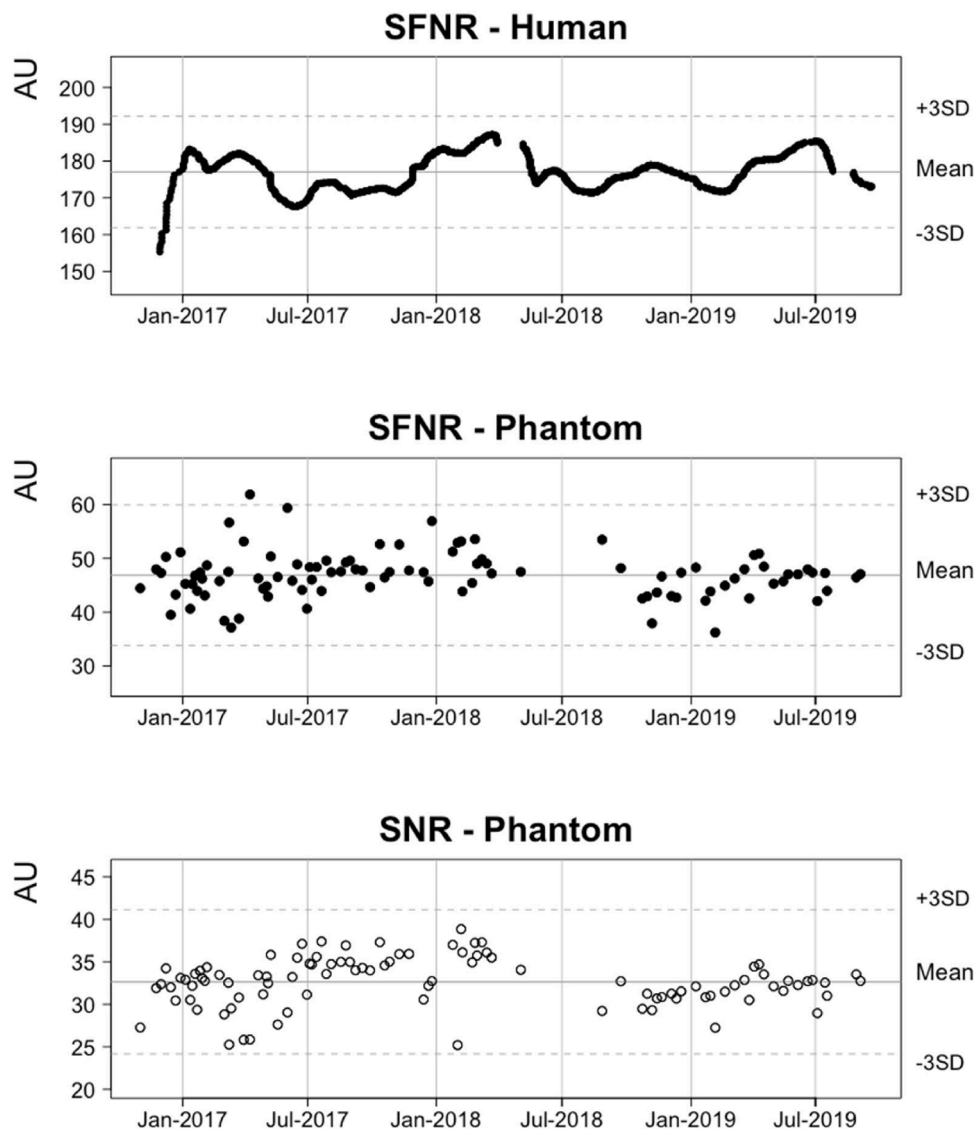 SFNR - Human
AU
200
190
180
170
160
150
+3SD
Mean
-3SD
Jan-2017 Jul-2017 Jan-2018 Jul-2018 Jan-2019 Jul-2019
SFNR - Phantom
AU
60
50
40
30
+3SD
Mean
-3SD
Jan-2017 Jul-2017 Jan-2018 Jul-2018 Jan-2019 Jul-2019
SNR - Phantom
AU
45
40
35
30
25
20
+3SD
Mean
-3SD
Jan-2017 Jul-2017 Jan-2018 Jul-2018 Jan-2019 Jul-2019